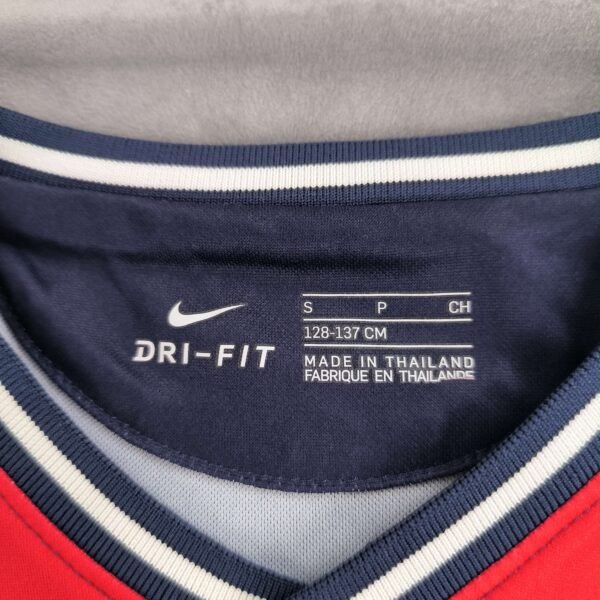 DRI-FIT
S P CH
128-137 CM
MADE IN THAILAND
FABRIQUE EN THAILANDE